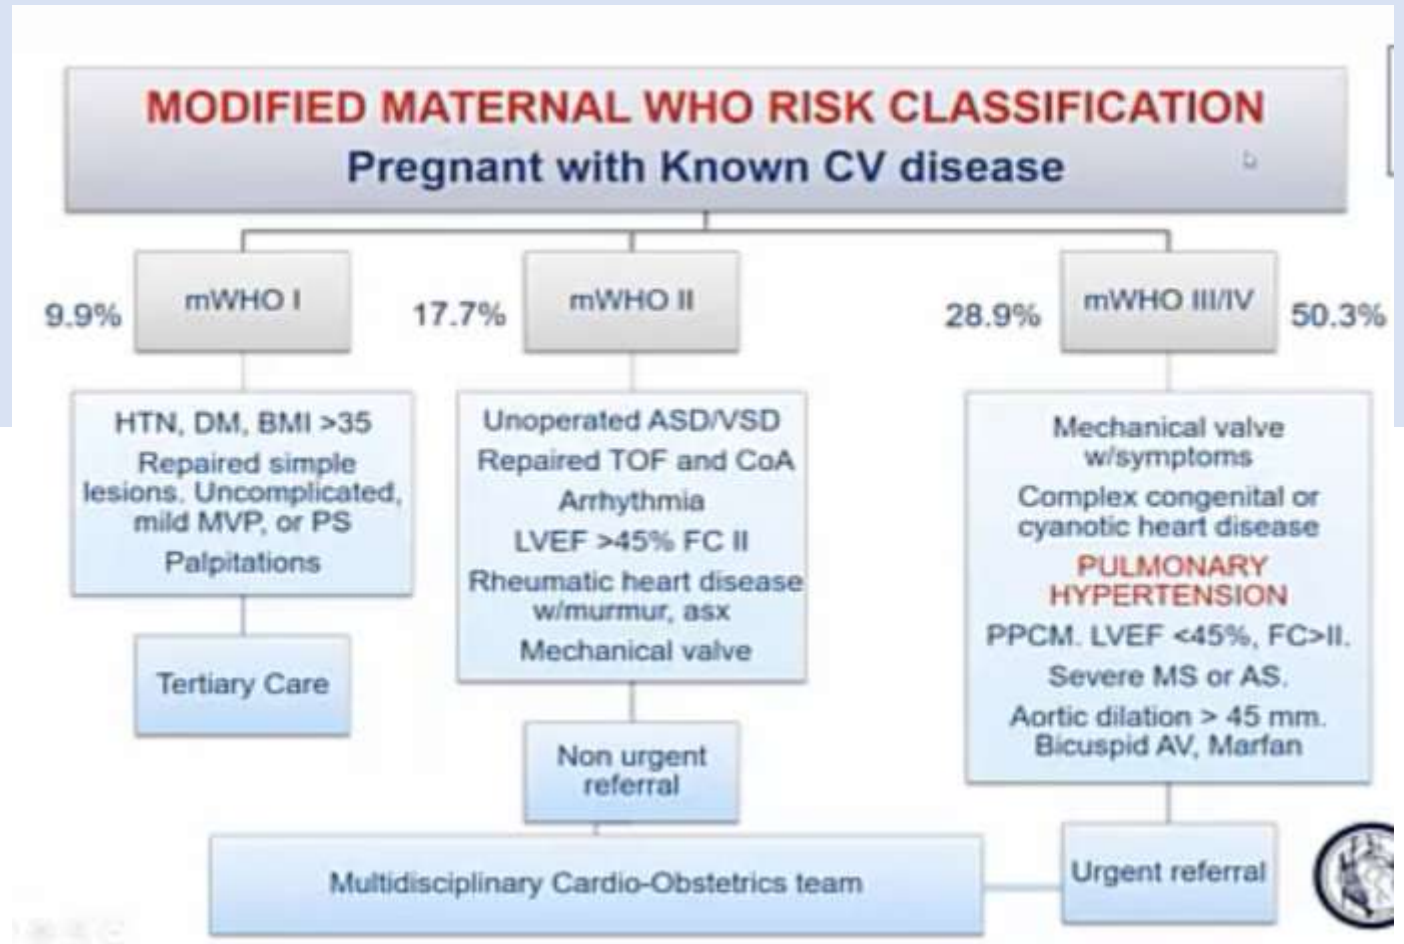 MODIFIED MATERNAL WHO RISK CLASSIFICATION
Pregnant with Known CV disease
9.9%
mWHO I
17.7%
mWHO II
28.9%
mWHO III/IV
50.3%
HTN, DM, BMI >35
Repaired simple
lesions. Uncomplicated,
mild MVP, or PS
Palpitations
Tertiary Care
Unoperated ASD/VSD
Repaired TOF and CoA
Arrhythmia
LVEF >45% FC II
Rheumatic heart disease
w/murmur, asx
Mechanical valve
Non urgent
referral
Mechanical valve
w/symptoms
Complex congenital or
cyanotic heart disease
PULMONARY
HYPERTENSION
PPCM. LVEF <45%, FC>II.
Severe MS or AS.
Aortic dilation > 45 mm.
Bicuspid AV, Marfan
Urgent referral
Multidisciplinary Cardio-Obstetrics team